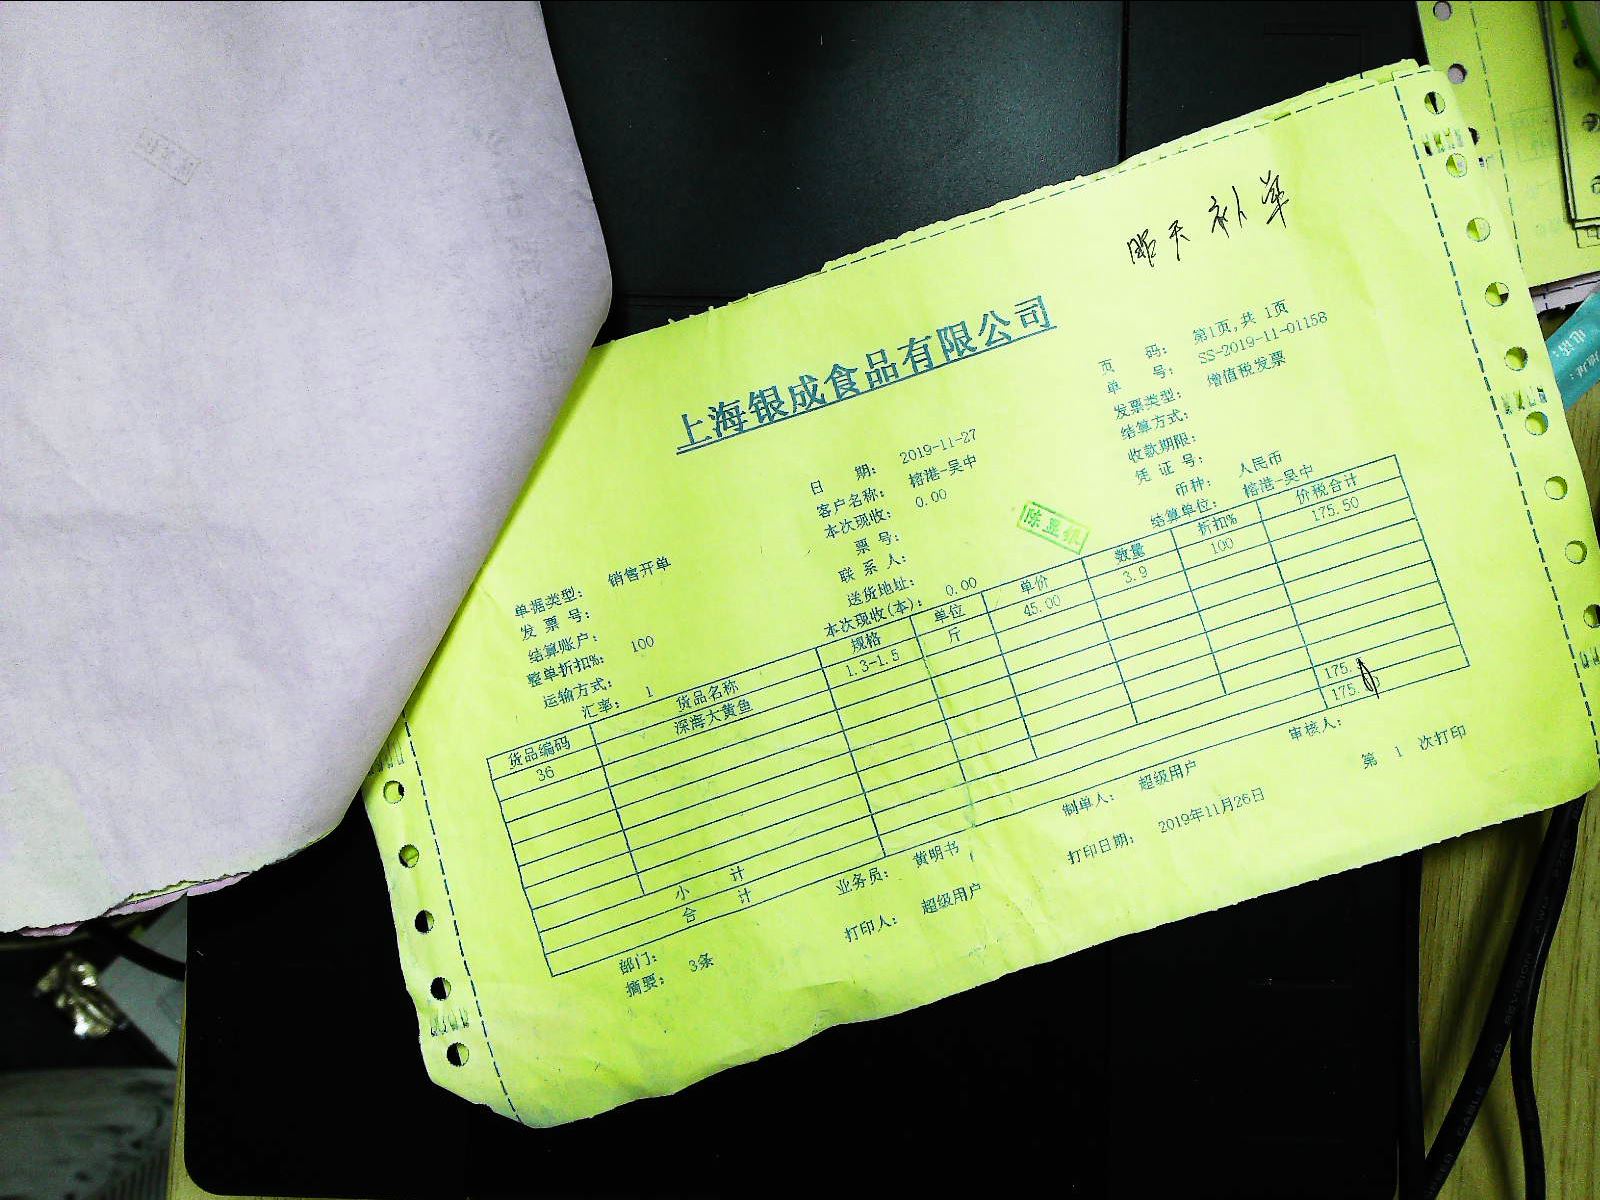 昨天补单
上海银成食品有限公司
页 码： 第1页,共 1页
单 号： SS-2019-11-01158
发票类型： 增值税发票
结算方式：
收款期限：
凭 证 号：
币种： 人民币
结算单位： 榕港-吴中
日 期： 2019-11-27
客户名称： 榕港-吴中
本次现收： 0.00
票 号：
联 系 人：
送货地址：
本次现收(本)： 0.00
陈亚银
单据类型： 销售开单
发 票 号：
结算账户：
整单折扣%： 100
运输方式：
汇率： 1
货品编码 货品名称 规格 单位 单价 数量 折扣% 价税合计
36 深海大黄鱼 1.3-1.5 斤 45.00 3.9 100 175.50
小 计 175.
合 计 175.
部门： 业务员： 黄明书 制单人： 超级用户 审核人：
摘要： 3条 打印人： 超级用户 打印日期： 2019年11月26日 第 1 次打印